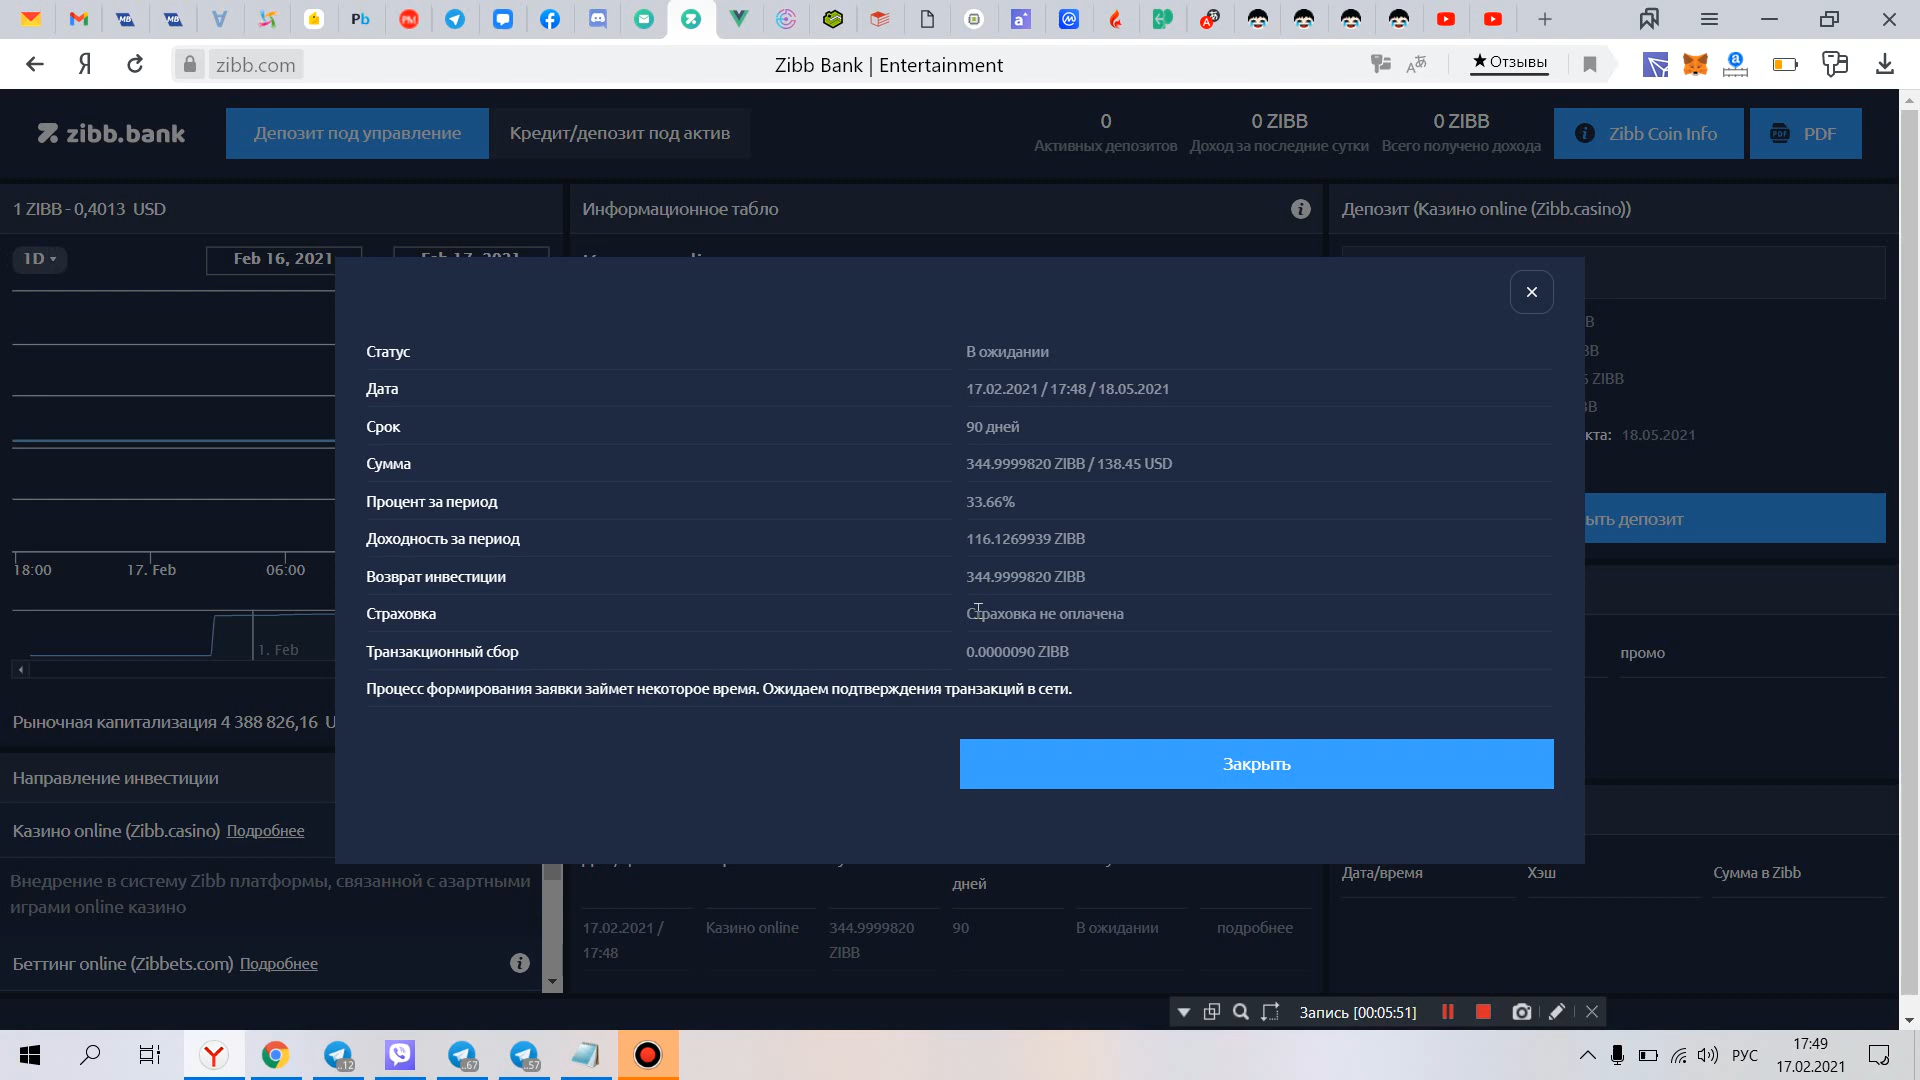 zibb.com
Zibb Bank | Entertainment
★ Отзывы
zibb.bank
Депозит под управление
Кредит/депозит под актив
0
Активных депозитов
0 ZIBB
Доход за последние сутки
0 ZIBB
Всего получено дохода
Zibb Coin Info
PDF
1 ZIBB - 0,4013 USD
Информационное табло
Депозит (Казино online (Zibb.casino))
1D
Feb 16, 2021
Статус
В ожидании
Дата
17.02.2021 / 17:48 / 18.05.2021
Срок
90 дней
Сумма
344.9999820 ZIBB / 138.45 USD
Процент за период
33.66%
Доходность за период
116.1269939 ZIBB
Возврат инвестиции
344.9999820 ZIBB
Страховка
Страховка не оплачена
Транзакционный сбор
0.0000090 ZIBB
Процесс формирования заявки займет некоторое время. Ожидаем подтверждения транзакций в сети.
Закрыть
ZIBB
кта: 18.05.2021
ыть депозит
промо
18:00
17. Feb
06:00
1. Feb
Рыночная капитализация 4 388 826,16 U
Направление инвестиции
Казино online (Zibb.casino) Подробнее
Внедрение в систему Zibb платформы, связанной с азартными
играми online казино
Беттинг online (Zibbets.com) Подробнее
дней
17.02.2021 /
17:48
Казино online
344.9999820
ZIBB
90
В ожидании
подробнее
Дата/время
Хэш
Сумма в Zibb
Запись [00:05:51]
РУС
17:49
17.02.2021